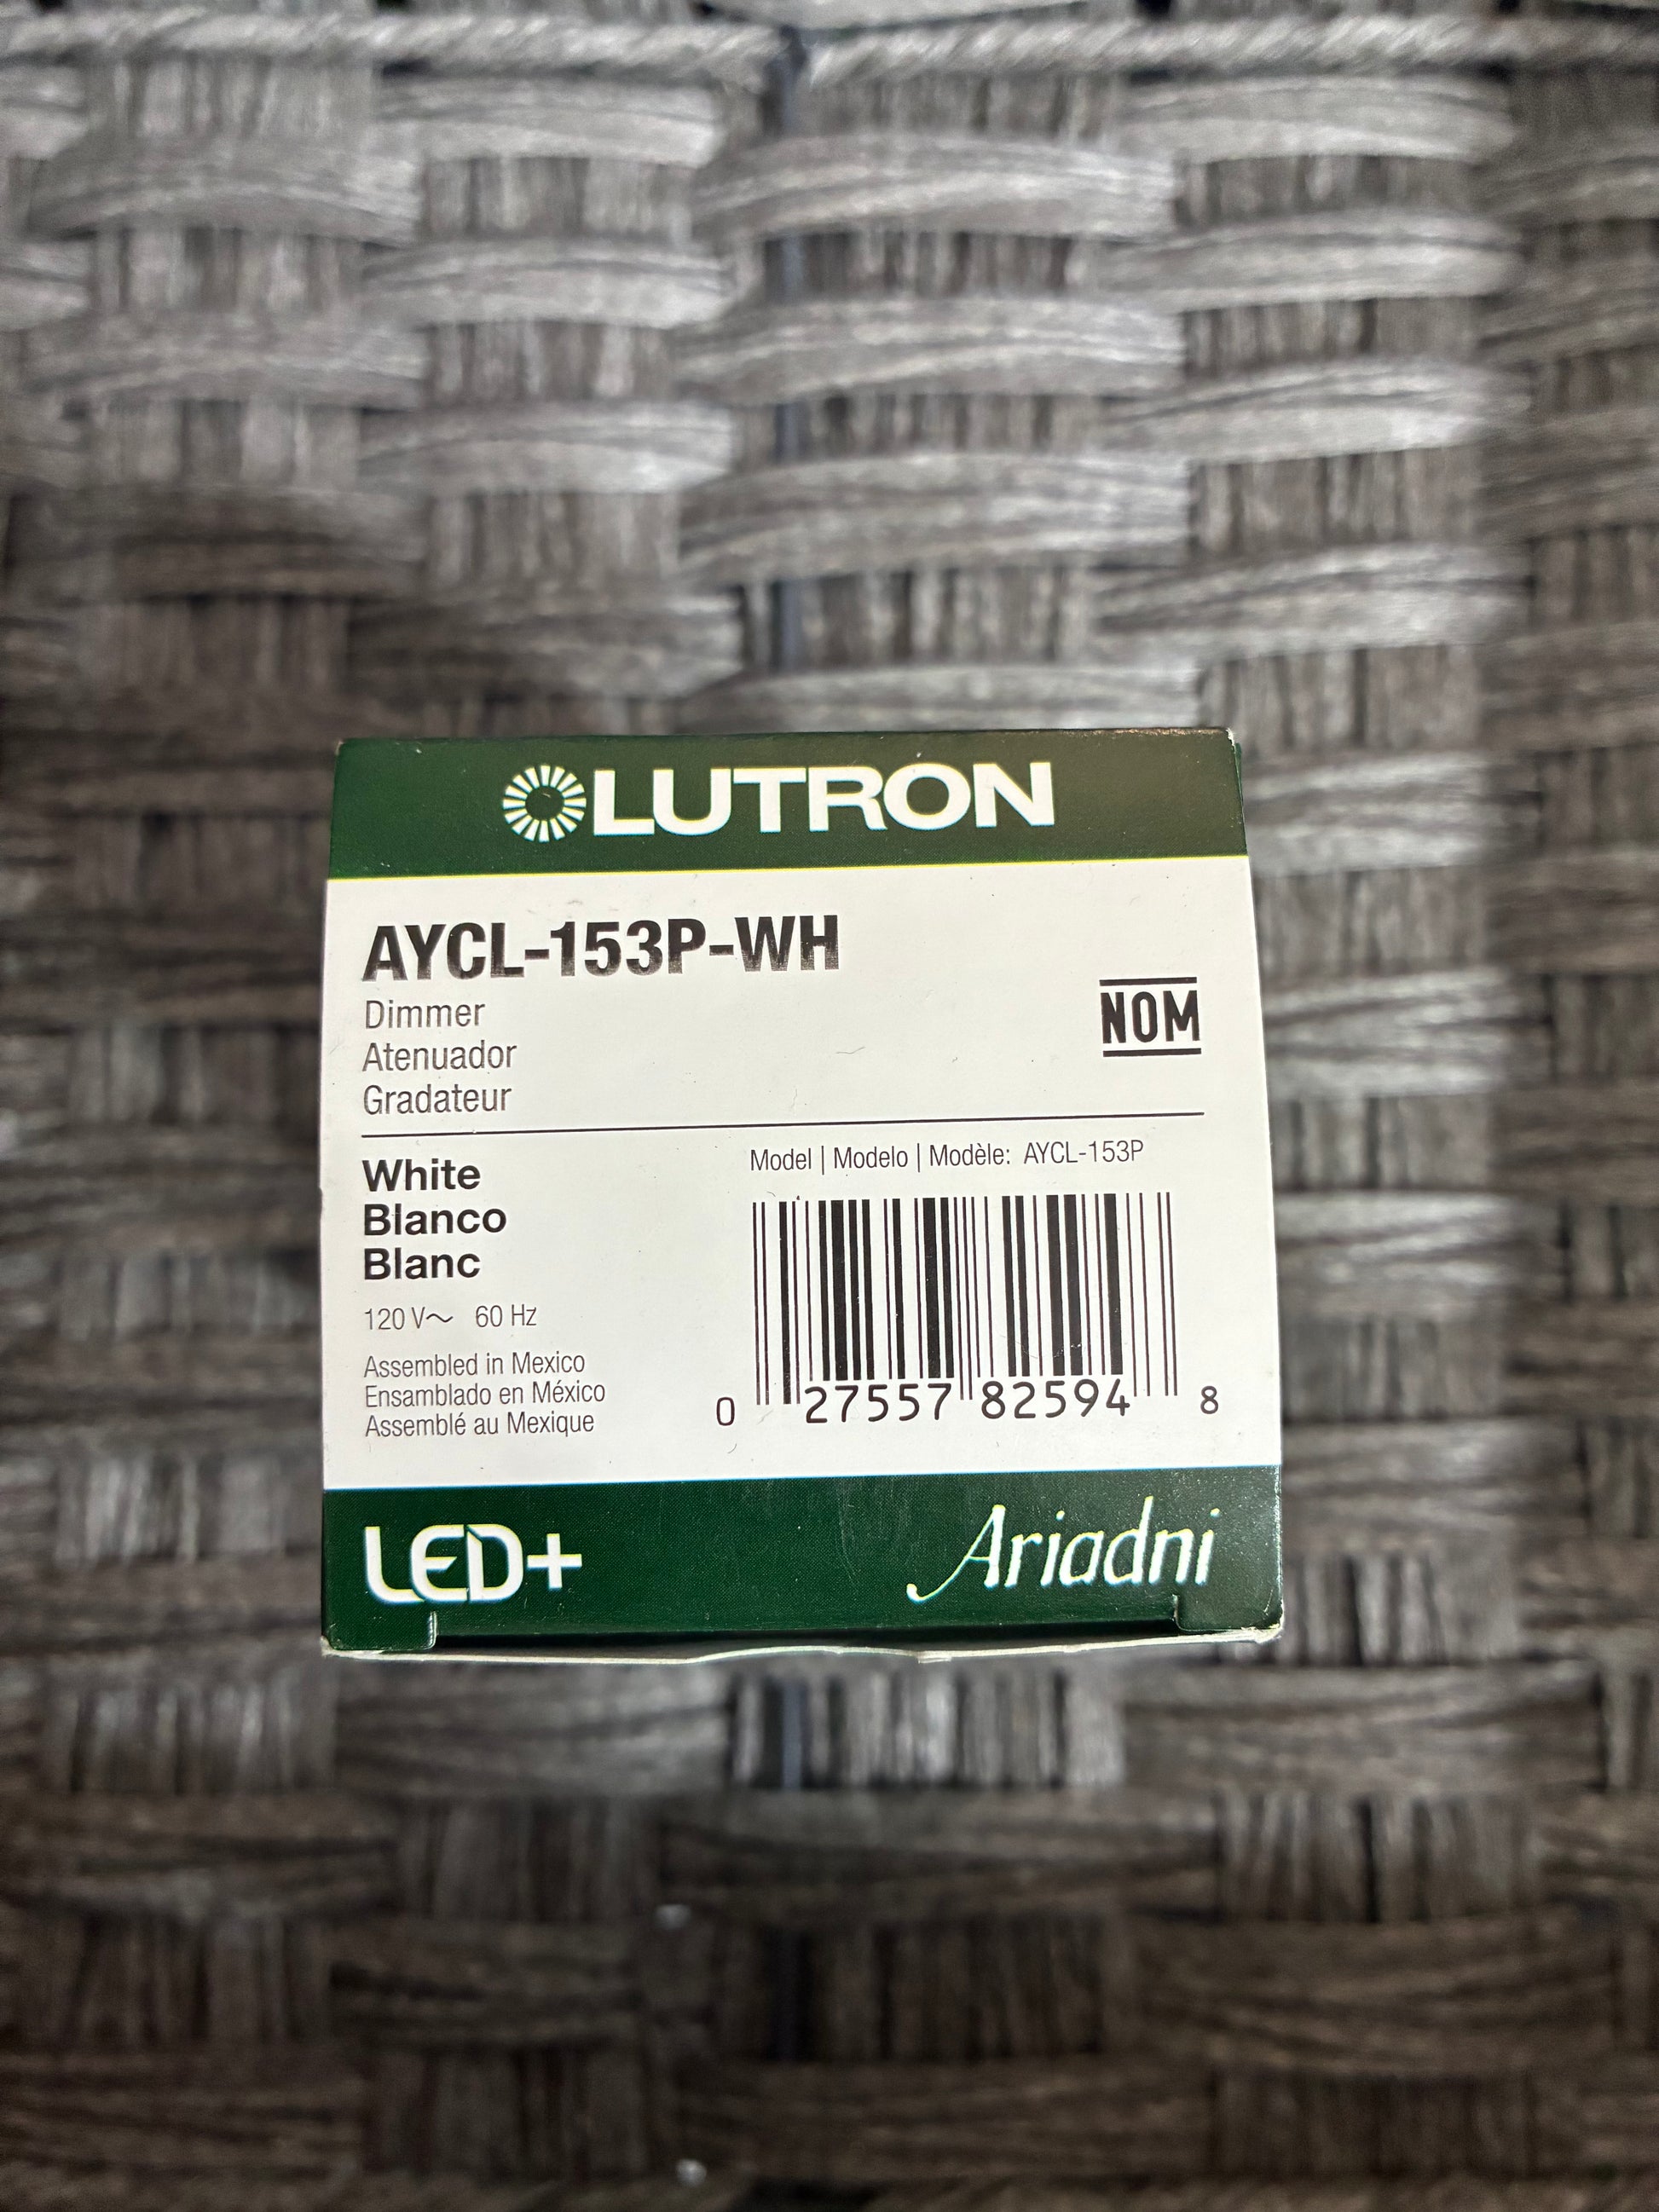 LUTRON
AYCL-153P-WH
Dimmer
Atenuador
Gradateur
NOM
White
Blanco
Blanc
120 V~ 60 Hz
Assembled in Mexico
Ensamblado en México
Assemblé au Mexique
Model | Modelo | Modèle: AYCL-153P
0 27557 82594 8
LED+
Ariadni